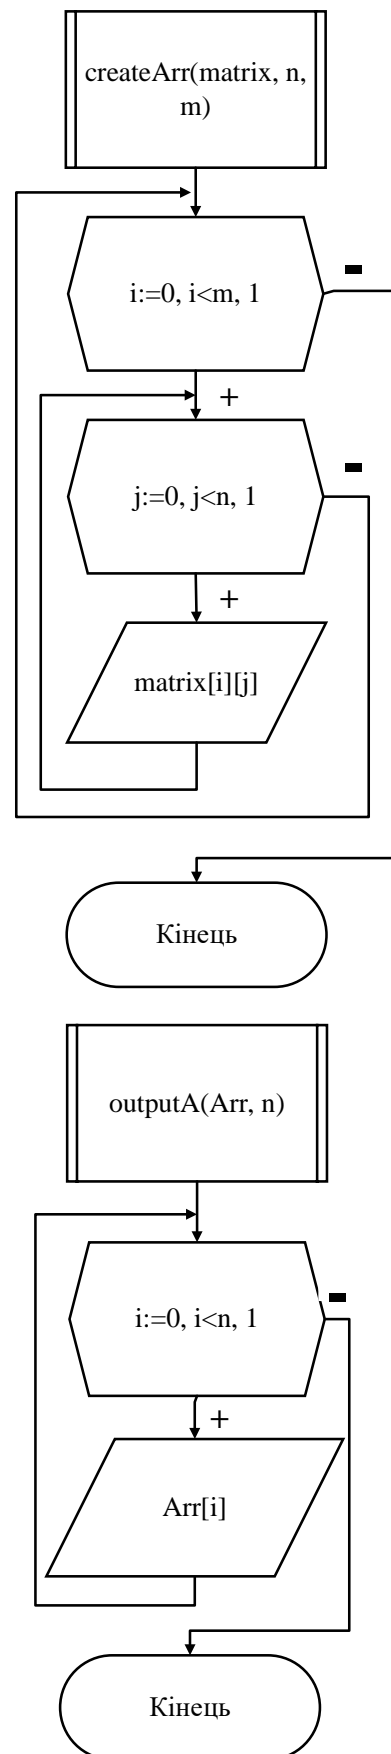 createArr(matrix, n,
m)
-
i:=0, i<m, 1
+
-
j:=0, j<n, 1
+
matrix[i][j]
Кінець
outputA(Arr, n)
-
i:=0, i<n, 1
+
Arr[i]
Кінець